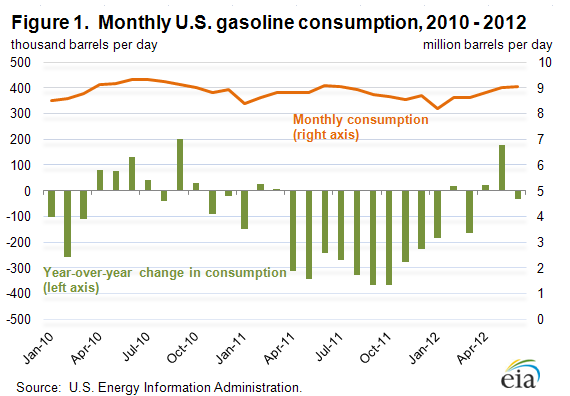 Figure 1.  Monthly U.S. gasoline consumption, 2010 - 2012
thousand barrels per day
million barrels per day
500
400
300
200
100
0
-100
-200
-300
-400
-500
10
9
8
7
6
5
4
3
2
1
0
Monthly consumption
(right axis)
Year-over-year change in consumption
(left axis)
Jan-10
Apr-10
Jul-10
Oct-10
Jan-11
Apr-11
Jul-11
Oct-11
Jan-12
Apr-12
Source:  U.S. Energy Information Administration.
eia